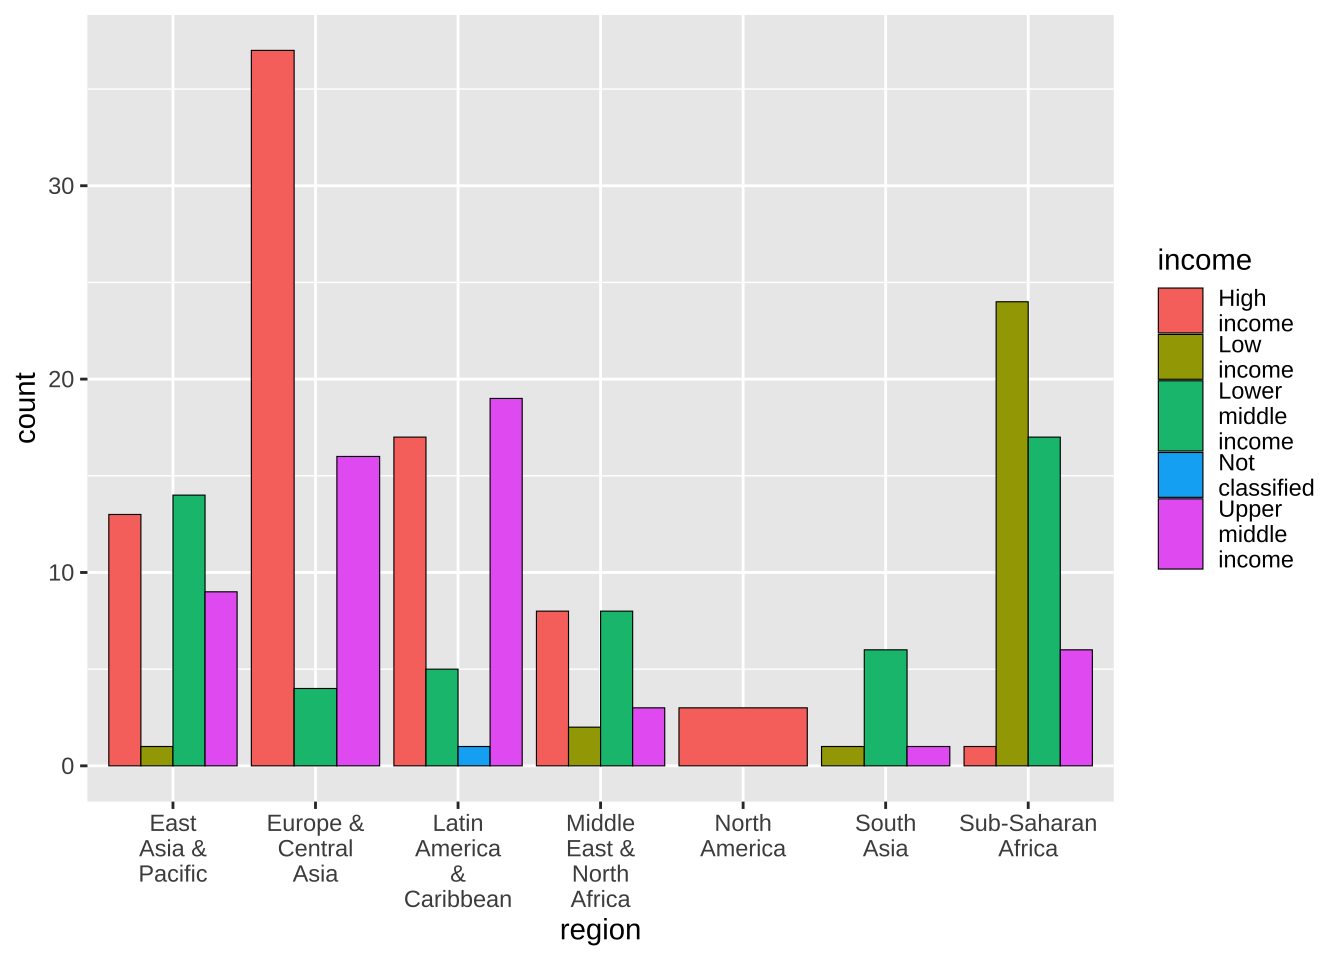 count
30
20
10
0
East
Asia &
Pacific
Europe &
Central
Asia
Latin
America
&
Caribbean
Middle
East &
North
Africa
North
America
South
Asia
Sub-Saharan
Africa
region
income
High
income
Low
income
Lower
middle
income
Not
classified
Upper
middle
income